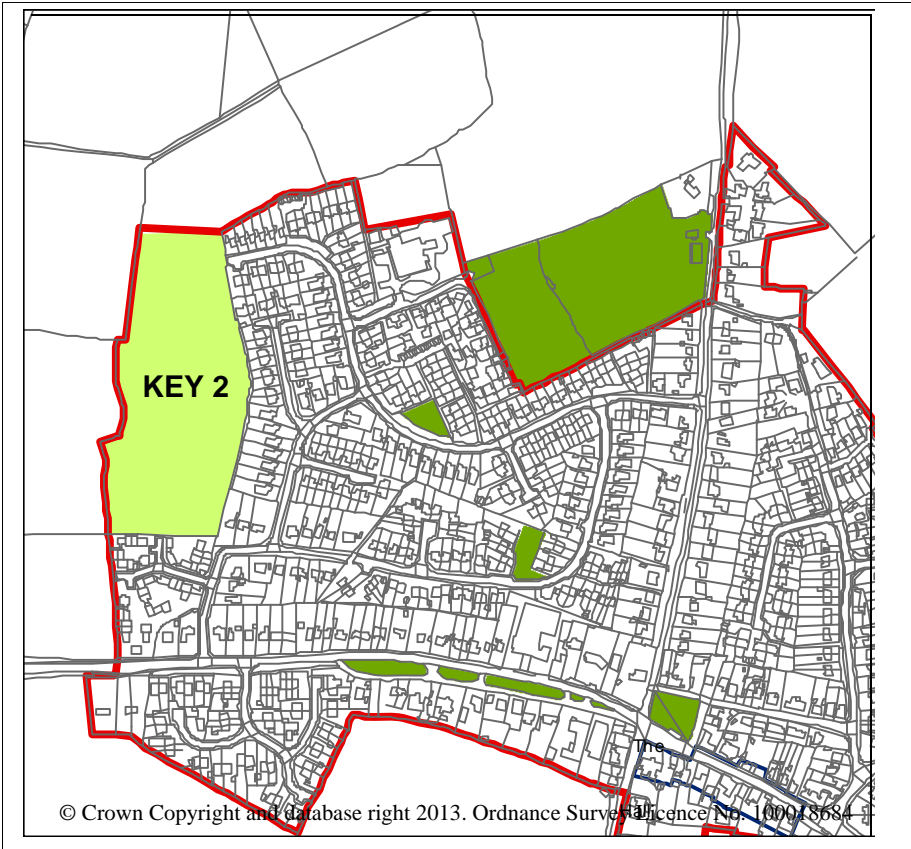 KEY 2
The
© Crown Copyright and database right 2013. Ordnance Survey Licence No. 100018684